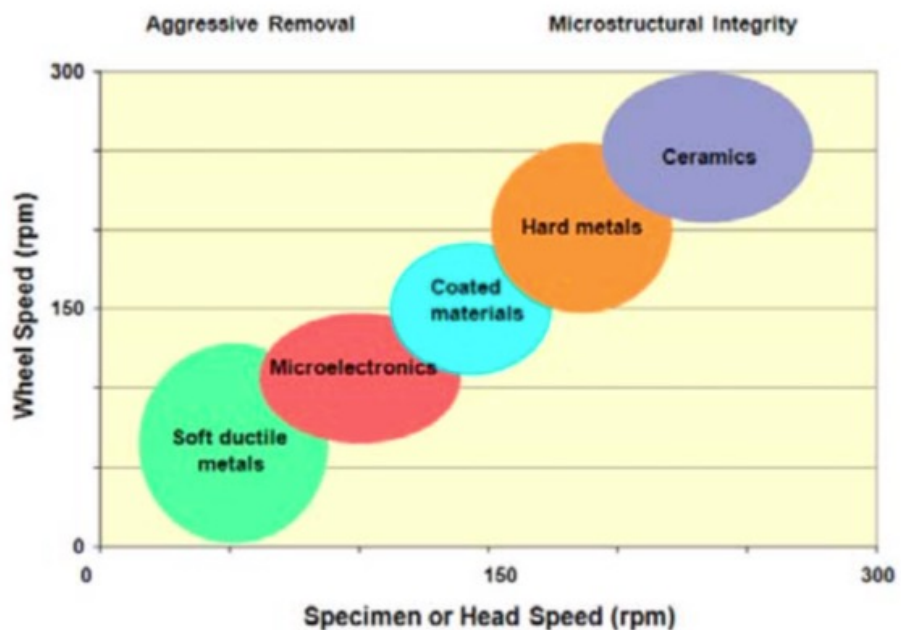 Aggressive Removal
Microstructural Integrity
300
Ceramics
Hard metals
Coated
materials
150
Microelectronics
Soft ductile
metals
0
0
150
300
Wheel Speed (rpm)
Specimen or Head Speed (rpm)